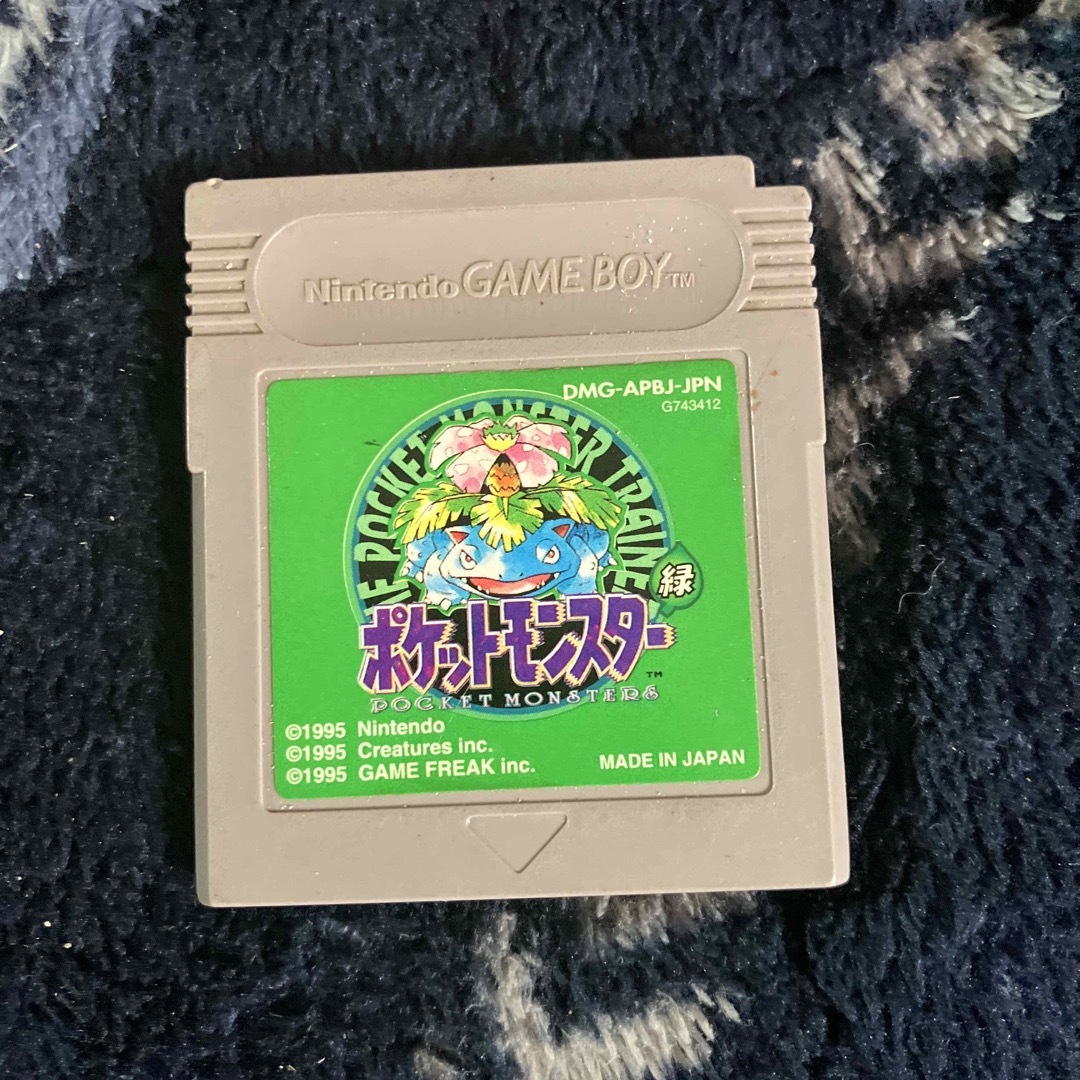 Nintendo GAME BOY™
DMG-APBJ-JPN
G743412
POCKET MONSTER TRAINER
緑
ポケットモンスター
™
POCKET MONSTERS
©1995 Nintendo
©1995 Creatures inc.
©1995 GAME FREAK inc.
MADE IN JAPAN